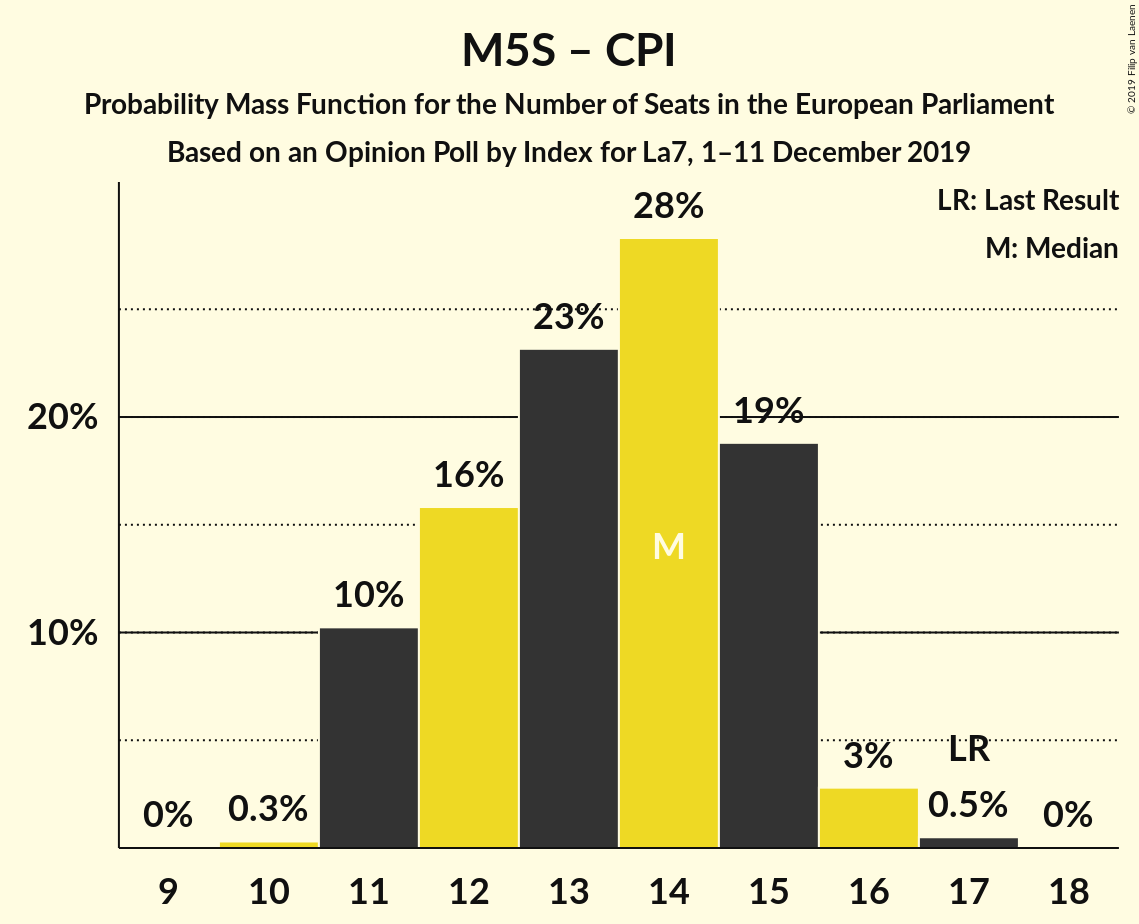 M5S – CPI
Probability Mass Function for the Number of Seats in the European Parliament
Based on an Opinion Poll by Index for La7, 1–11 December 2019
© 2019 Filip van Laenen
LR: Last Result
M: Median
20%
10%
0%
0.3%
10%
16%
23%
28%
M
19%
3%
LR
0.5%
0%
9 10 11 12 13 14 15 16 17 18